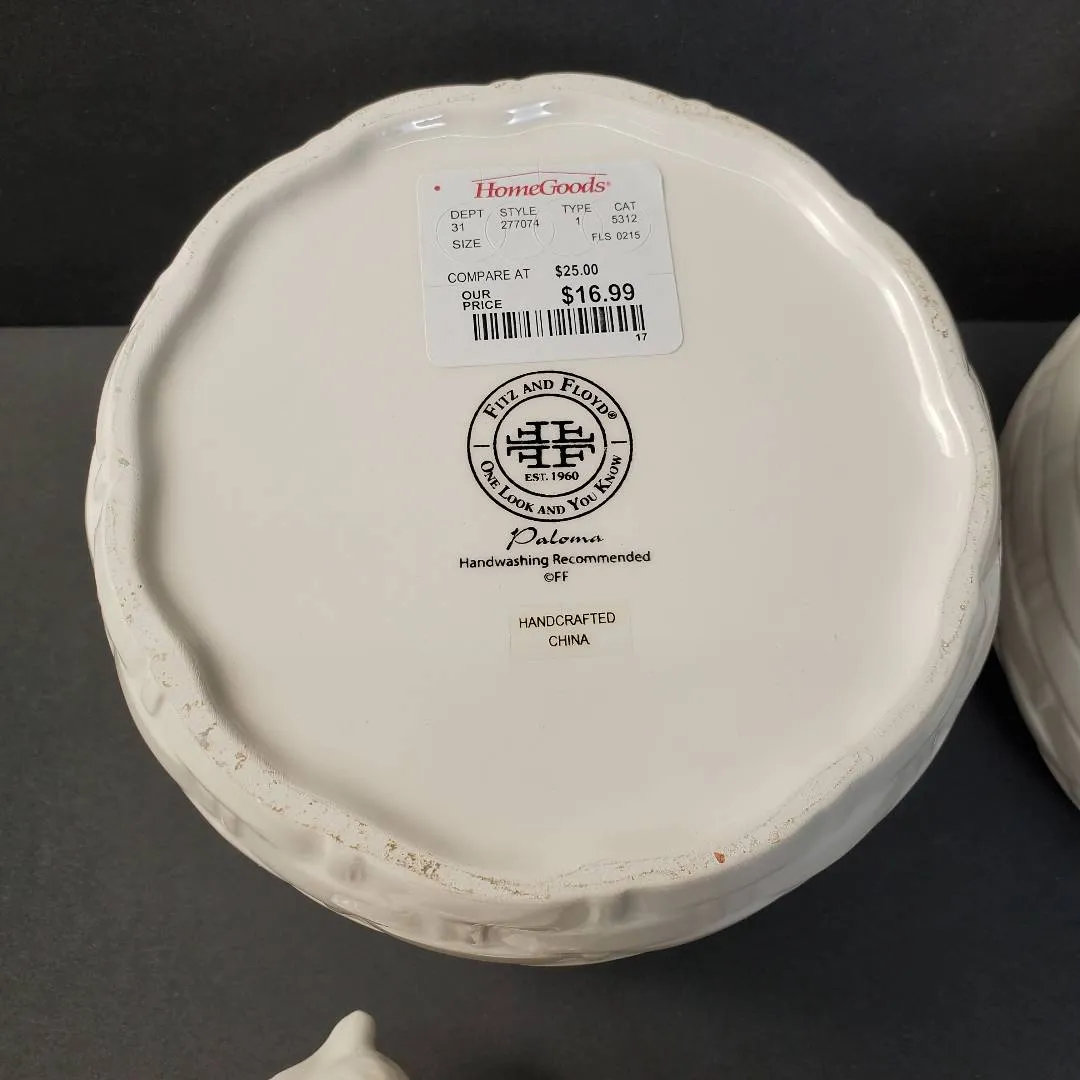 HomeGoods®
DEPT STYLE TYPE CAT
31 277074 1 5312
SIZE FLS 0215
COMPARE AT $25.00
OUR PRICE $16.99
17
FITZ AND FLOYD®
EST. 1960
ONE LOOK AND YOU KNOW
Paloma
Handwashing Recommended
©FF
HANDCRAFTED
CHINA